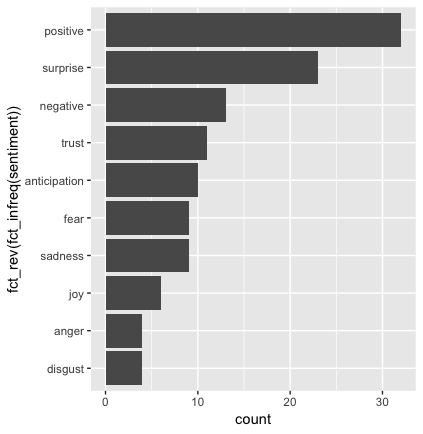 fct_rev(fct_infreq(sentiment))
positive
surprise
negative
trust
anticipation
fear
sadness
joy
anger
disgust
0 10 20 30
count